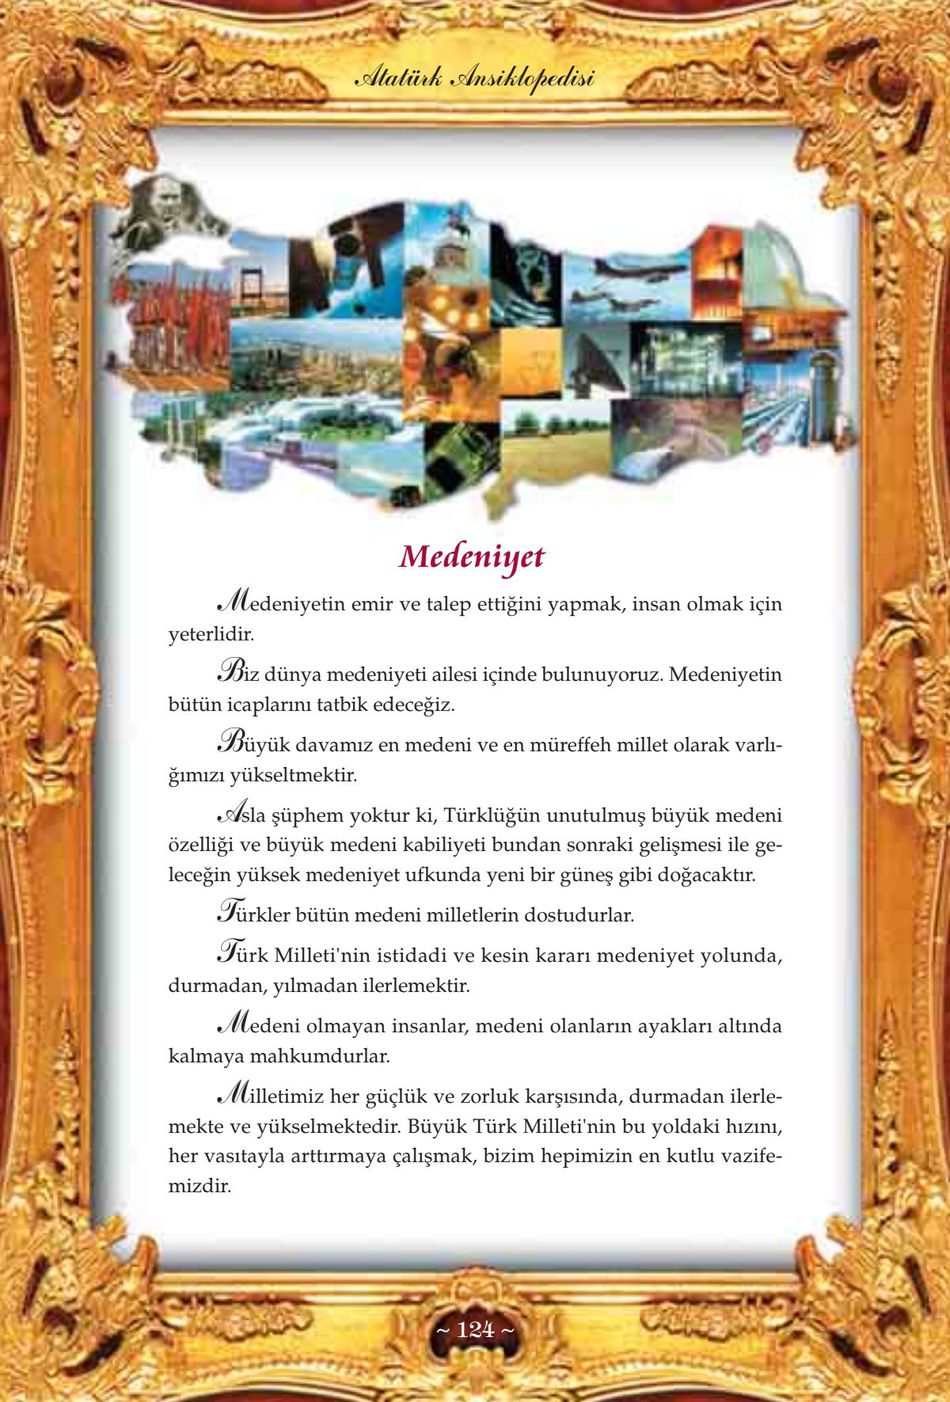 Atatürk Ansiklopedisi
Medeniyet
Medeniyetin emir ve talep ettiğini yapmak, insan olmak için
yeterlidir.
Biz dünya medeniyeti ailesi içinde bulunuyoruz. Medeniyetin
bütün icaplarını tatbik edeceğiz.
Büyük davamız en medeni ve en müreffeh millet olarak varlı-
ğımızı yükseltmektir.
Asla şüphem yoktur ki, Türklüğün unutulmuş büyük medeni
özelliği ve büyük medeni kabiliyeti bundan sonraki gelişmesi ile ge-
leceğin yüksek medeniyet ufkunda yeni bir güneş gibi doğacaktır.
Türkler bütün medeni milletlerin dostudurlar.
Türk Milleti'nin istidadi ve kesin kararı medeniyet yolunda,
durmadan, yılmadan ilerlemektir.
Medeni olmayan insanlar, medeni olanların ayakları altında
kalmaya mahkumdurlar.
Milletimiz her güçlük ve zorluk karşısında, durmadan ilerle-
mekte ve yükselmektedir. Büyük Türk Milleti'nin bu yoldaki hızını,
her vasıtayla arttırmaya çalışmak, bizim hepimizin en kutlu vazife-
mizdir.
~ 124 ~